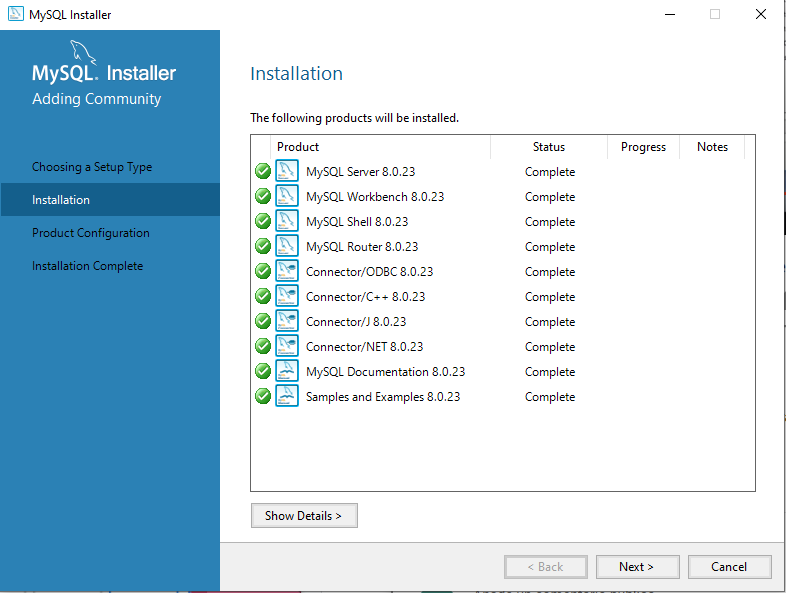 MySQL Installer
MySQL. Installer
Adding Community
Choosing a Setup Type
Installation
Product Configuration
Installation Complete
Installation
The following products will be installed.
Product Status Progress Notes
MySQL Server 8.0.23 Complete
MySQL Workbench 8.0.23 Complete
MySQL Shell 8.0.23 Complete
MySQL Router 8.0.23 Complete
Connector/ODBC 8.0.23 Complete
Connector/C++ 8.0.23 Complete
Connector/J 8.0.23 Complete
Connector/NET 8.0.23 Complete
MySQL Documentation 8.0.23 Complete
Samples and Examples 8.0.23 Complete
Show Details >
< Back Next > Cancel